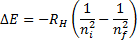 ΔE = −R_H (1/n_i^2 − 1/n_f^2)